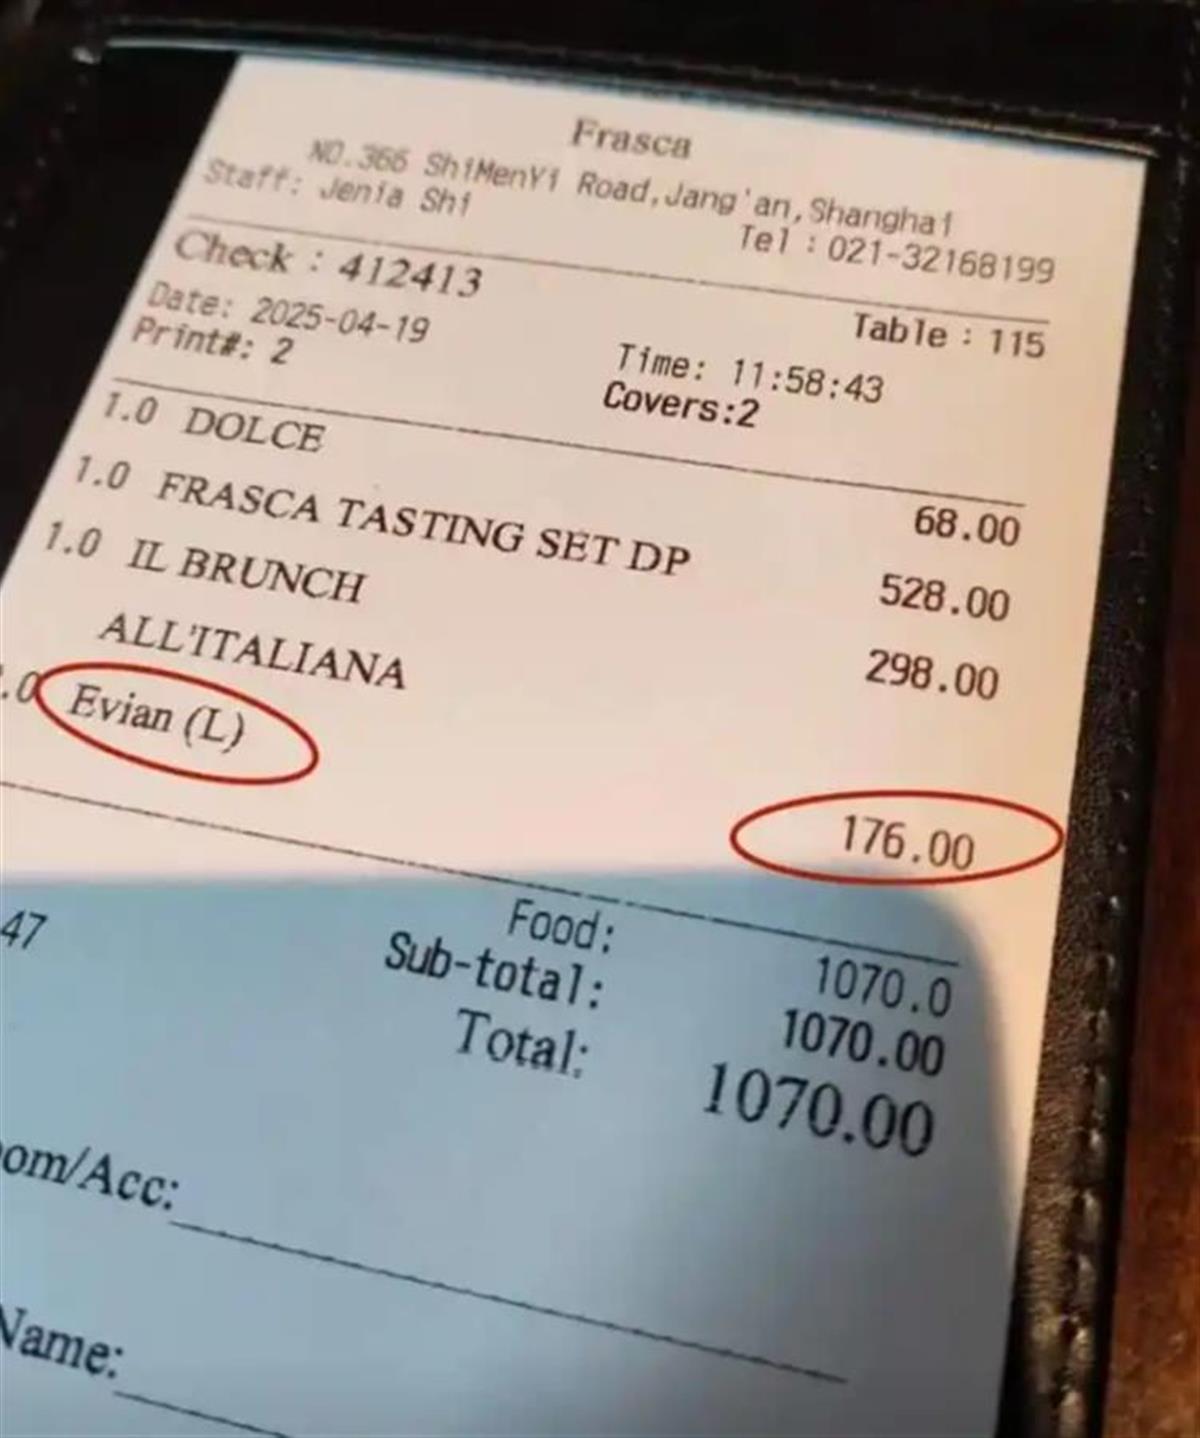 Frasca
NO.366 ShiMenYi Road,Jang'an,Shanghai
Staff: Jenia Shi
Tel:021-32168199
Check : 412413
Table : 115
Date: 2025-04-19
Time: 11:58:43
Print#: 2
Covers:2
1.0 DOLCE 68.00
1.0 FRASCA TASTING SET DP 528.00
1.0 IL BRUNCH
ALL'ITALIANA 298.00
.0 Evian (L)
176.00
Food: 1070.0
47
Sub-total: 1070.00
Total: 1070.00
oom/Acc:
Name: